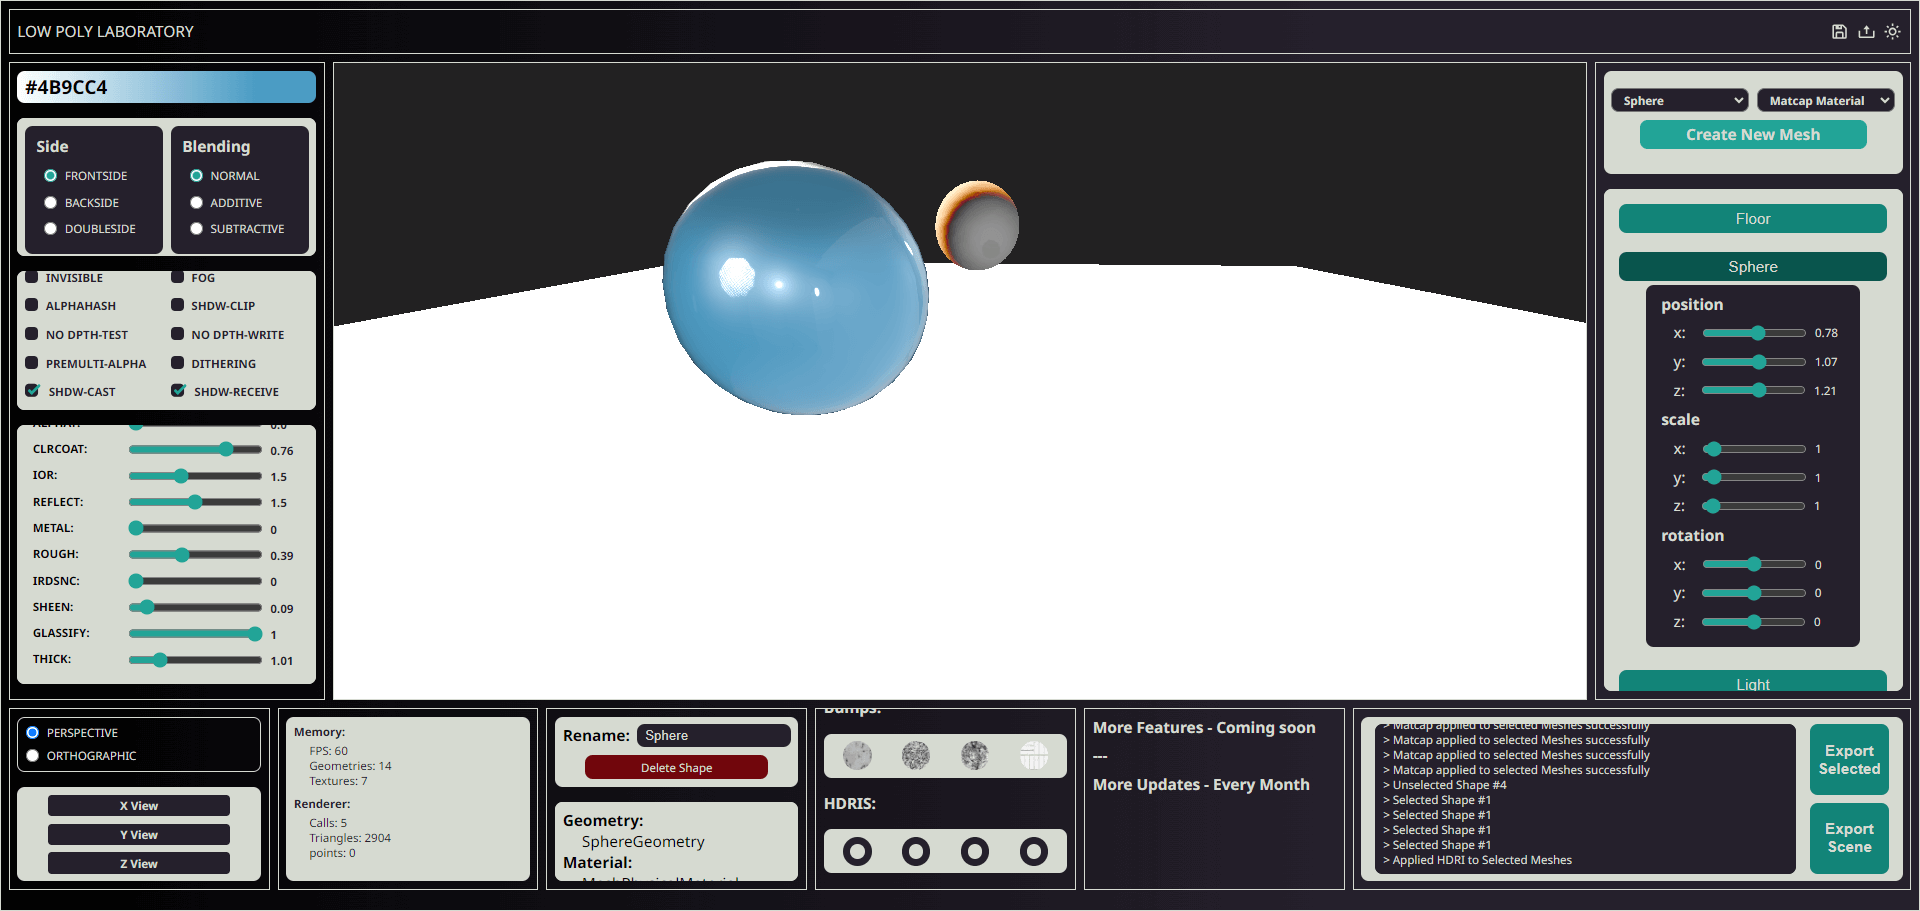 LOW POLY LABORATORY
#4B9CC4
Side
FRONTSIDE
BACKSIDE
DOUBLESIDE
Blending
NORMAL
ADDITIVE
SUBTRACTIVE
INVISIBLE FOG
ALPHAHASH SHDW-CLIP
NO DPTH-TEST NO DPTH-WRITE
PREMULTI-ALPHA DITHERING
SHDW-CAST SHDW-RECEIVE
CLRCOAT: 0.76
IOR: 1.5
REFLECT: 1.5
METAL: 0
ROUGH: 0.39
IRDSNC: 0
SHEEN: 0.09
GLASSIFY: 1
THICK: 1.01
Sphere Matcap Material
Create New Mesh
Floor
Sphere
position
x: 0.78
y: 1.07
z: 1.21
scale
x: 1
y: 1
z: 1
rotation
x: 0
y: 0
z: 0
Light
PERSPECTIVE
ORTHOGRAPHIC
X View
Y View
Z View
Memory:
FPS: 60
Geometries: 14
Textures: 7
Renderer:
Calls: 5
Triangles: 2904
points: 0
Rename: Sphere
Delete Shape
Geometry:
SphereGeometry
Material:
MeshPhysicalMaterial
Bumps:
HDRIS:
More Features - Coming soon
---
More Updates - Every Month
> Matcap applied to selected Meshes successfully
> Matcap applied to selected Meshes successfully
> Matcap applied to selected Meshes successfully
> Matcap applied to selected Meshes successfully
> Unselected Shape #4
> Selected Shape #1
> Selected Shape #1
> Selected Shape #1
> Selected Shape #1
> Applied HDRI to Selected Meshes
Export
Selected
Export
Scene